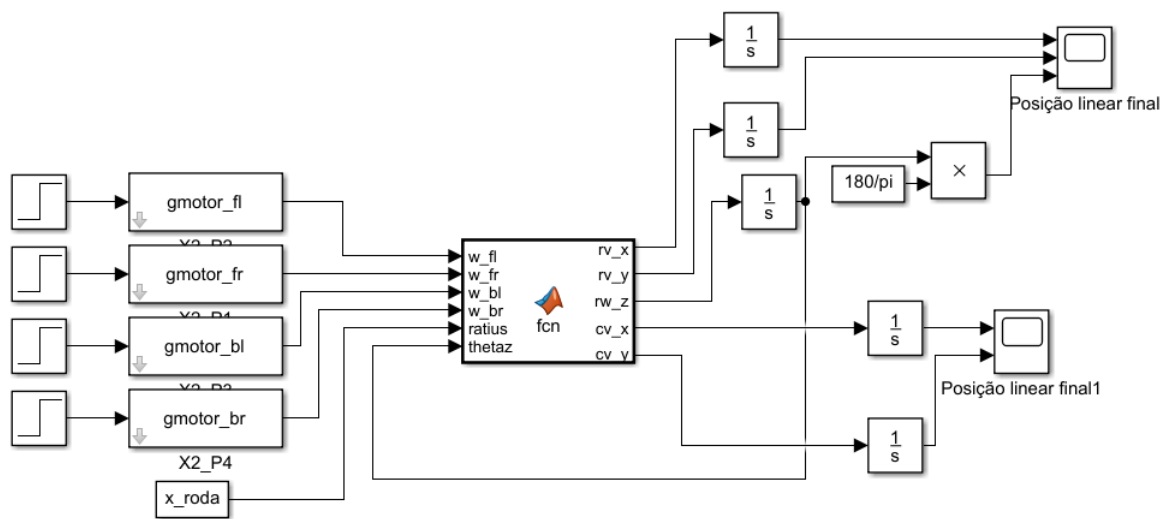 1
s
Posição linear final
1
s
180/pi
×
1
s
gmotor_fl
gmotor_fr
gmotor_bl
gmotor_br
X2_P4
x_roda
w_fl
w_fr
w_bl
w_br
ratius
thetaz
fcn
rv_x
rv_y
rw_z
cv_x
cv_y
1
s
Posição linear final1
1
s